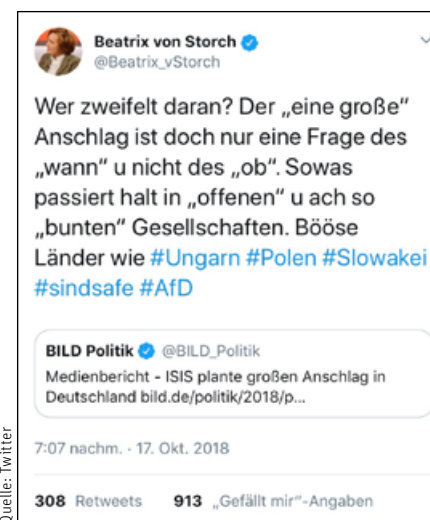 Beatrix von Storch
@Beatrix_vStorch
Wer zweifelt daran? Der „eine große“
Anschlag ist doch nur eine Frage des
„wann“ u nicht des „ob“. Sowas
passiert halt in „offenen“ u ach so
„bunten“ Gesellschaften. Bööse
Länder wie #Ungarn #Polen #Slowakei
#sindsafe #AfD
BILD Politik @BILD_Politik
Medienbericht - ISIS plante großen Anschlag in
Deutschland bild.de/politik/2018/p...
7:07 nachm. · 17. Okt. 2018
308 Retweets 913 „Gefällt mir“-Angaben
Quelle: Twitter